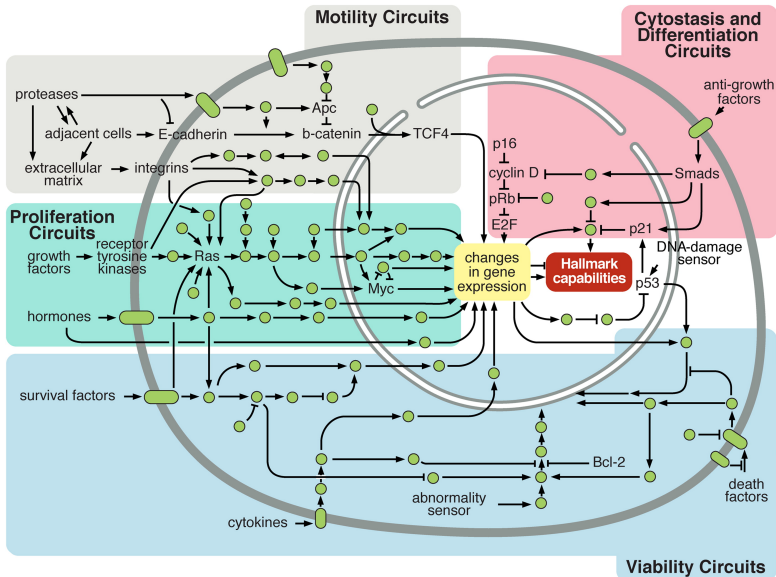 Motility Circuits
Cytostasis and
Differentiation
Circuits
proteases
Apc
anti-growth
factors
adjacent cells
E-cadherin
b-catenin
TCF4
p16
extracellular
matrix
integrins
cyclin D
Smads
pRb
Proliferation
Circuits
E2F
p21
receptor
tyrosine
kinases
growth
factors
Ras
changes
in gene
expression
DNA-damage
sensor
Hallmark
capabilities
Myc
p53
hormones
survival factors
Bcl-2
abnormality
sensor
death
factors
cytokines
Viability Circuits